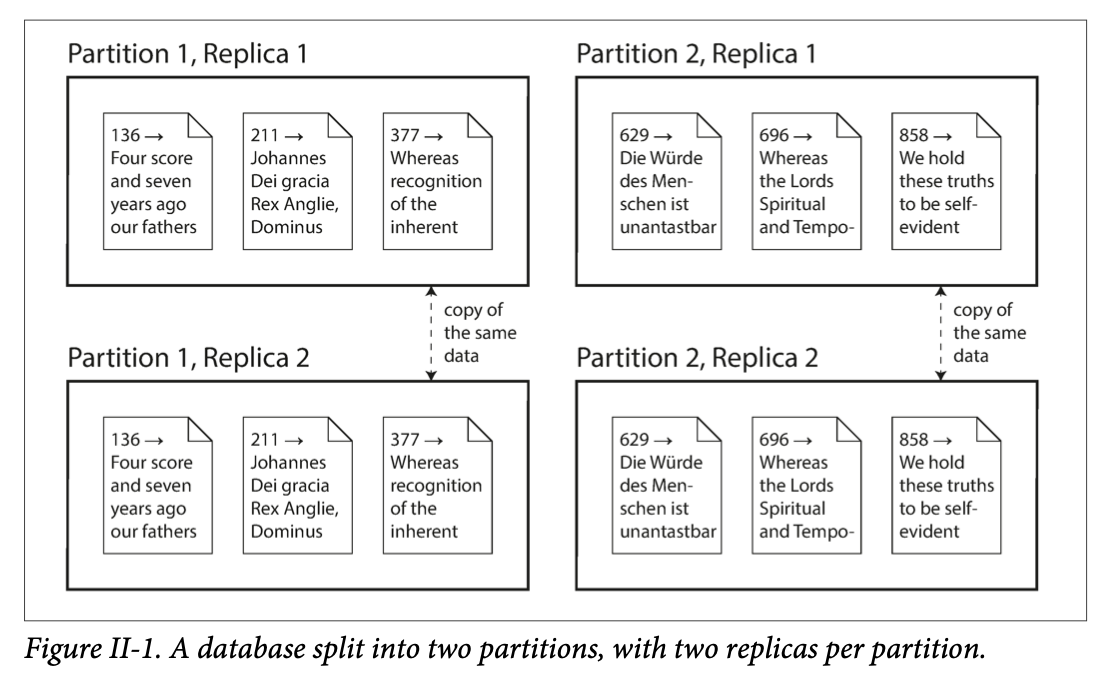 Partition 1, Replica 1
136 →
Four score
and seven
years ago
our fathers
211 →
Johannes
Dei gracia
Rex Anglie,
Dominus
377 →
Whereas
recognition
of the
inherent
Partition 2, Replica 1
629 →
Die Würde
des Men-
schen ist
unantastbar
696 →
Whereas
the Lords
Spiritual
and Tempo-
858 →
We hold
these truths
to be self-
evident
copy of
the same
data
copy of
the same
data
Partition 1, Replica 2
136 →
Four score
and seven
years ago
our fathers
211 →
Johannes
Dei gracia
Rex Anglie,
Dominus
377 →
Whereas
recognition
of the
inherent
Partition 2, Replica 2
629 →
Die Würde
des Men-
schen ist
unantastbar
696 →
Whereas
the Lords
Spiritual
and Tempo-
858 →
We hold
these truths
to be self-
evident
Figure II-1. A database split into two partitions, with two replicas per partition.